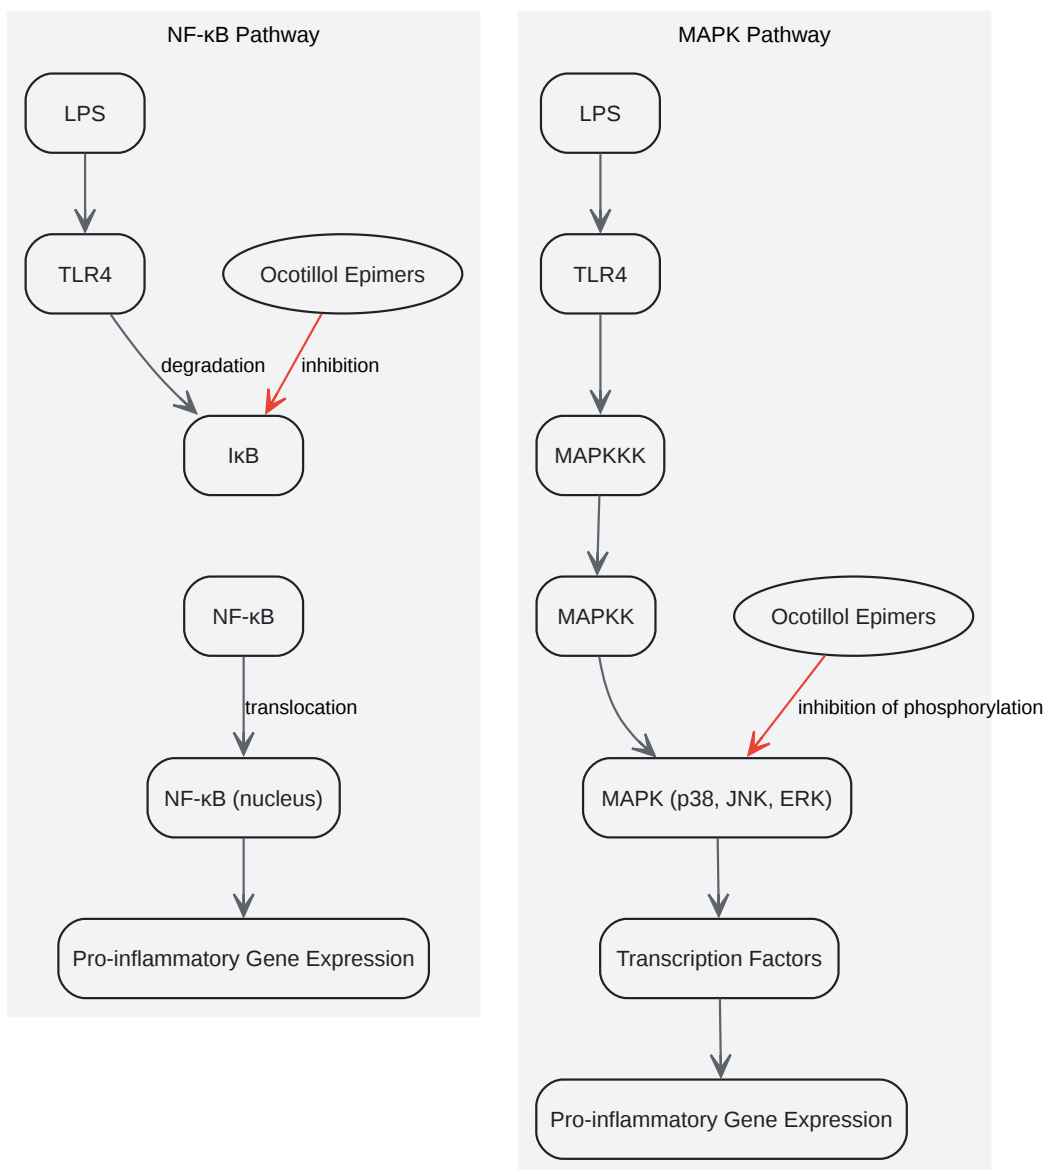 NF-κB Pathway
LPS
TLR4
Ocotillol Epimers
degradation
inhibition
IκB
NF-κB
translocation
NF-κB (nucleus)
Pro-inflammatory Gene Expression
MAPK Pathway
LPS
TLR4
MAPKKK
MAPKK
Ocotillol Epimers
inhibition of phosphorylation
MAPK (p38, JNK, ERK)
Transcription Factors
Pro-inflammatory Gene Expression